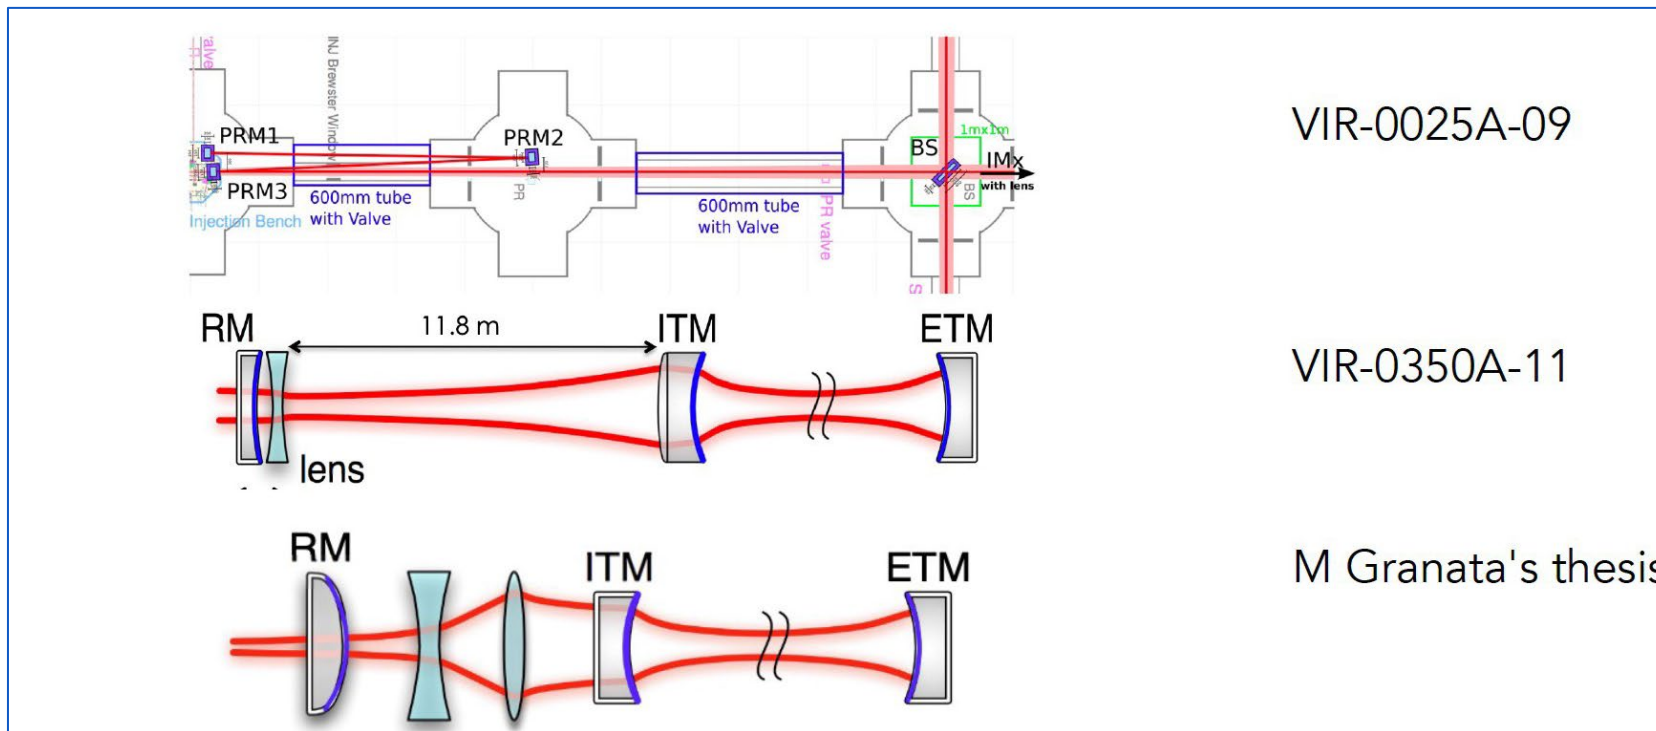 alve
INJ Brewster Window
PRM1
PRM2
1mx1m
BS
IMx
with lens
PRM3
PR
BS
600mm tube
with Valve
Injection Bench
600mm tube
with Valve
PR valve
S
VIR-0025A-09
RM
11.8 m
ITM
ETM
lens
VIR-0350A-11
RM
ITM
ETM
M Granata's thesis